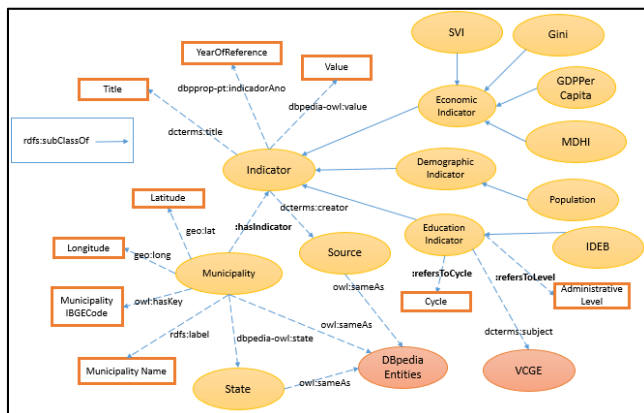 SVI
Gini
YearOfReference
Value
dbpprop-pt:indicadorAno
Title
dbpedia-owl:value
Economic
Indicator
GDPPer
Capita
dcterms:title
rdfs:subClassOf
MDHI
Indicator
Demographic
Indicator
Latitude
dcterms:creator
Population
geo:lat
:hasIndicator
Education
Indicator
Longitude
geo:long
Source
IDEB
Municipality
:refersToCycle
:refersToLevel
owl:sameAs
Municipality
IBGECode
owl:hasKey
Cycle
Administrative
Level
rdfs:label
dbpedia-owl:state
owl:sameAs
dcterms:subject
Municipality Name
DBpedia
Entities
VCGE
State
owl:sameAs